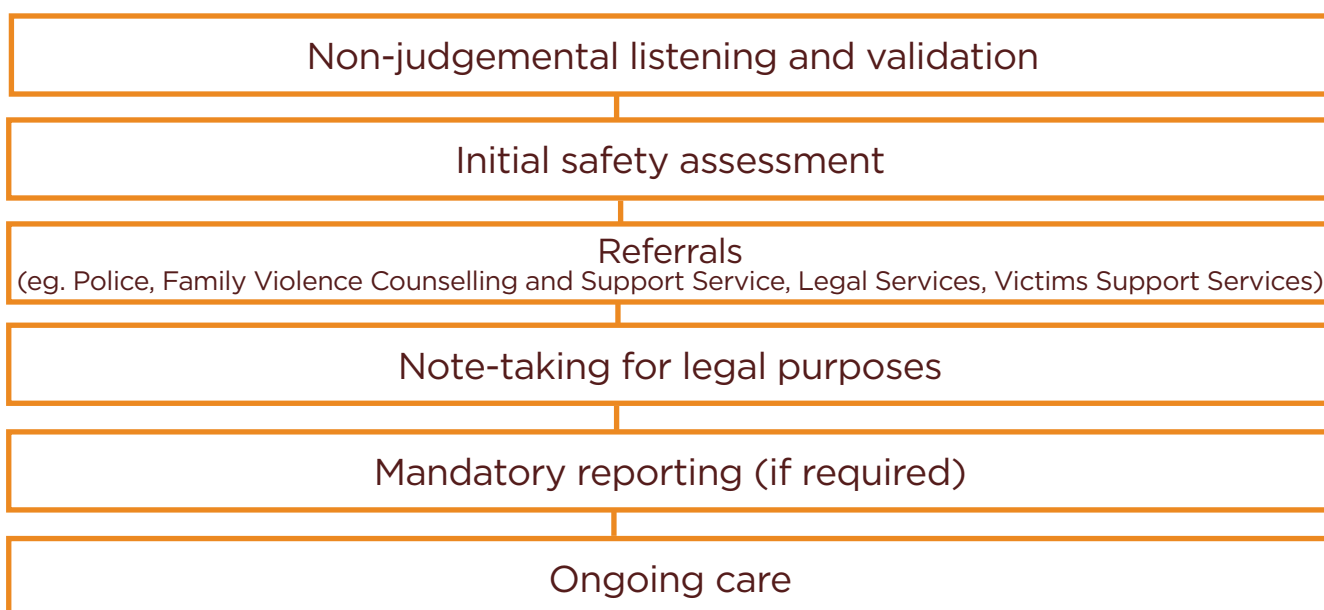 Non-judgemental listening and validation
Initial safety assessment
Referrals
(eg. Police, Family Violence Counselling and Support Service, Legal Services, Victims Support Services)
Note-taking for legal purposes
Mandatory reporting (if required)
Ongoing care